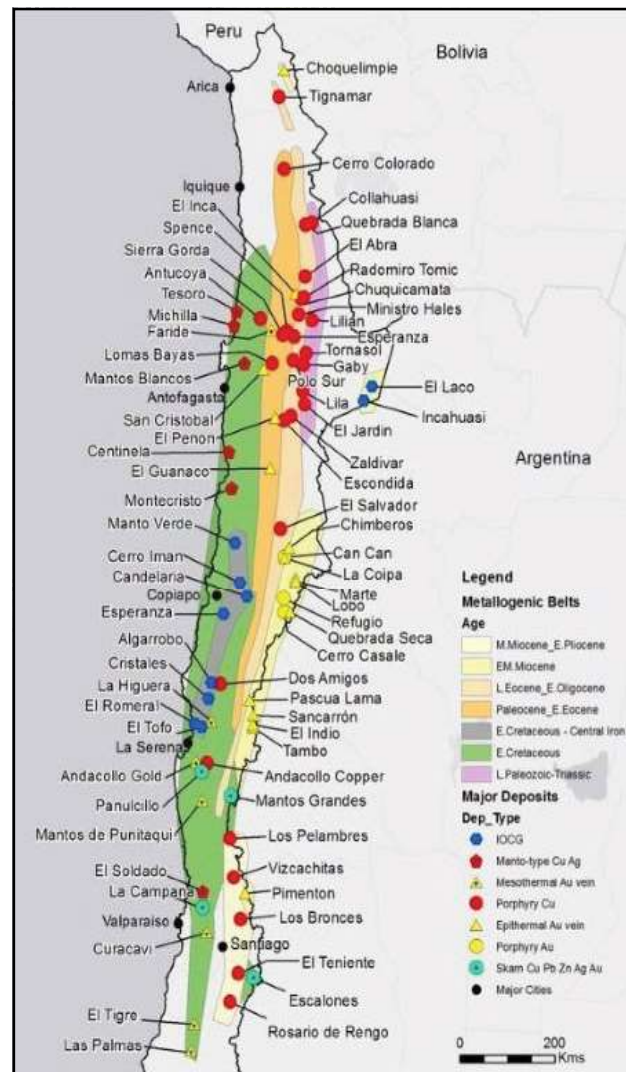 Peru
Bolivia
Choquelimpie
Arica
Tignamar
Cerro Colorado
Iquique
El Inca
Collahuasi
Spence
Quebrada Blanca
Sierra Gorda
El Abra
Antucoya
Radomiro Tomic
Tesoro
Chuquicamata
Michilla
Ministro Hales
Faride
Lilian
Esperanza
Lomas Bayas
Tornasol
Mantos Blancos
Gaby
Polo Sur
El Laco
Antofagasta
Lila
Incahuasi
San Cristobal
El Jardin
El Penon
Zaldivar
Centinela
Escondida
Argentina
El Guanaco
Montecristo
El Salvador
Manto Verde
Chimberos
Cerro Iman
Can Can
Candelaria
La Coipa
Copiapo
Marte
Lobo
Esperanza
Refugio
Quebrada Seca
Algarrobo
Cerro Casale
Cristales
Dos Amigos
La Higuera
Pascua Lama
El Romeral
Sancarrón
El Tofo
El Indio
La Serena
Tambo
Andacollo Gold
Andacollo Copper
Panulcillo
Mantos Grandes
Mantos de Punitaqui
Los Pelambres
El Soldado
Vizcachitas
La Campana
Pimenton
Valparaiso
Los Bronces
Curacavi
Santiago
El Teniente
Escalones
El Tigre
Rosario de Rengo
Las Palmas
Legend
Metallogenic Belts
Age
M.Miocene_E.Pliocene
EM.Miocene
L.Eocene_E.Oligocene
Paleocene_E.Eocene
E.Cretaceous - Central Iron
E.Cretaceous
L.Paleozoic-Triassic
Major Deposits
Dep_Type
IOCG
Manto-type Cu Ag
Mesothermal Au vein
Porphyry Cu
Epithermal Au vein
Porphyry Au
Skarn Cu Pb Zn Ag Au
Major Cities
0 200
Kms